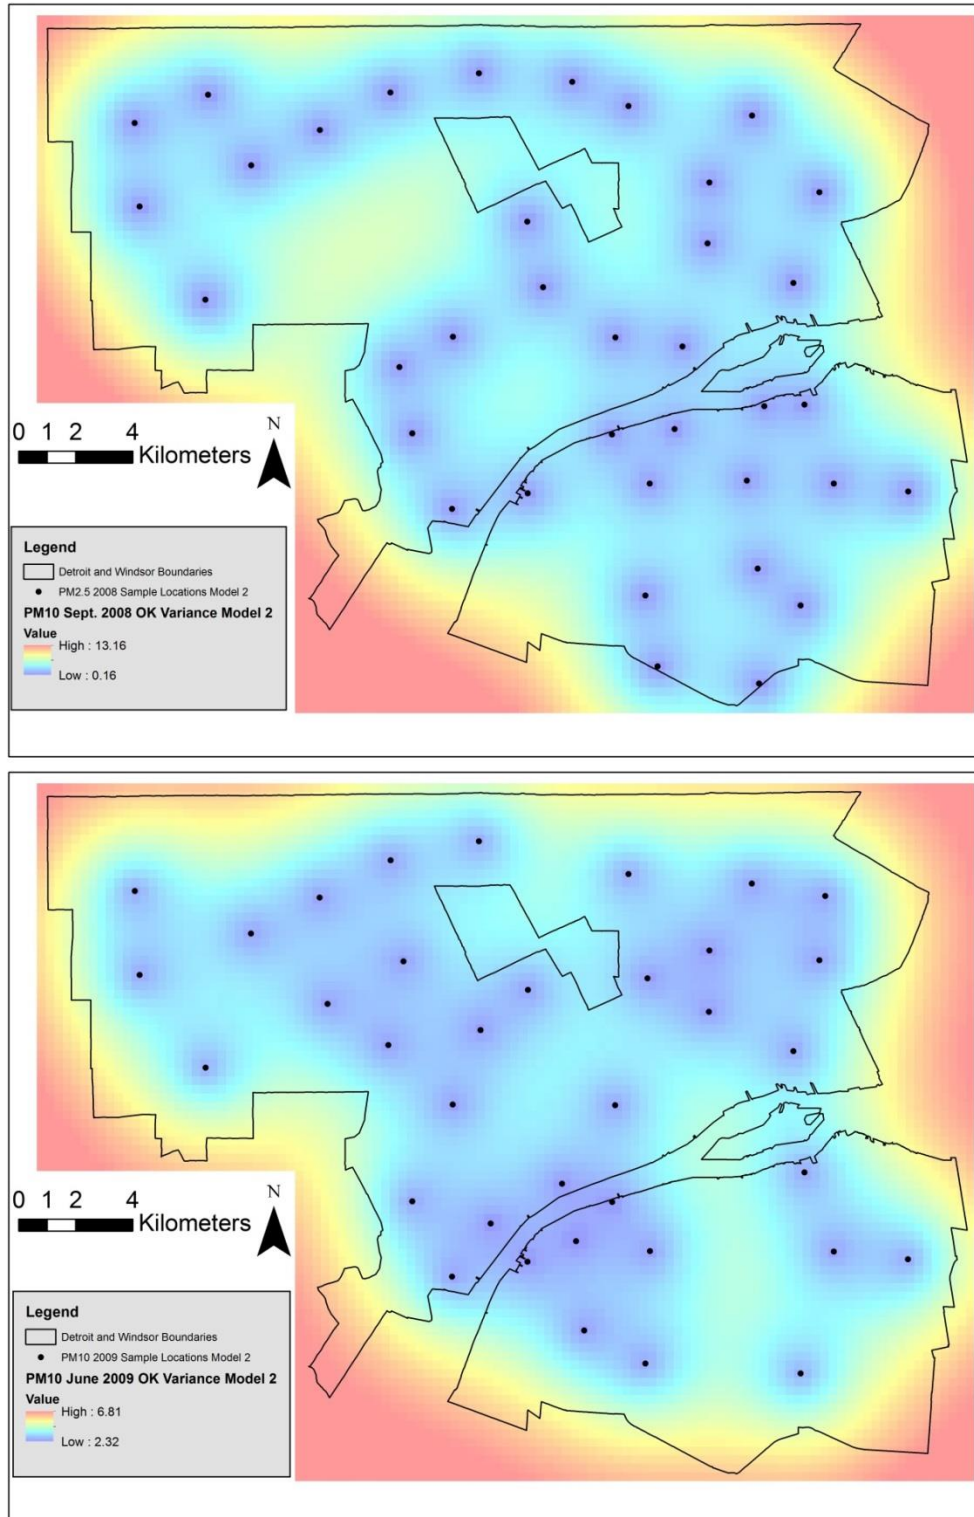 N
0 1 2 4
Kilometers
Legend
Detroit and Windsor Boundaries
PM2.5 2008 Sample Locations Model 2
PM10 Sept. 2008 OK Variance Model 2
Value
High : 13.16
Low : 0.16
N
0 1 2 4
Kilometers
Legend
Detroit and Windsor Boundaries
PM10 2009 Sample Locations Model 2
PM10 June 2009 OK Variance Model 2
Value
High : 6.81
Low : 2.32